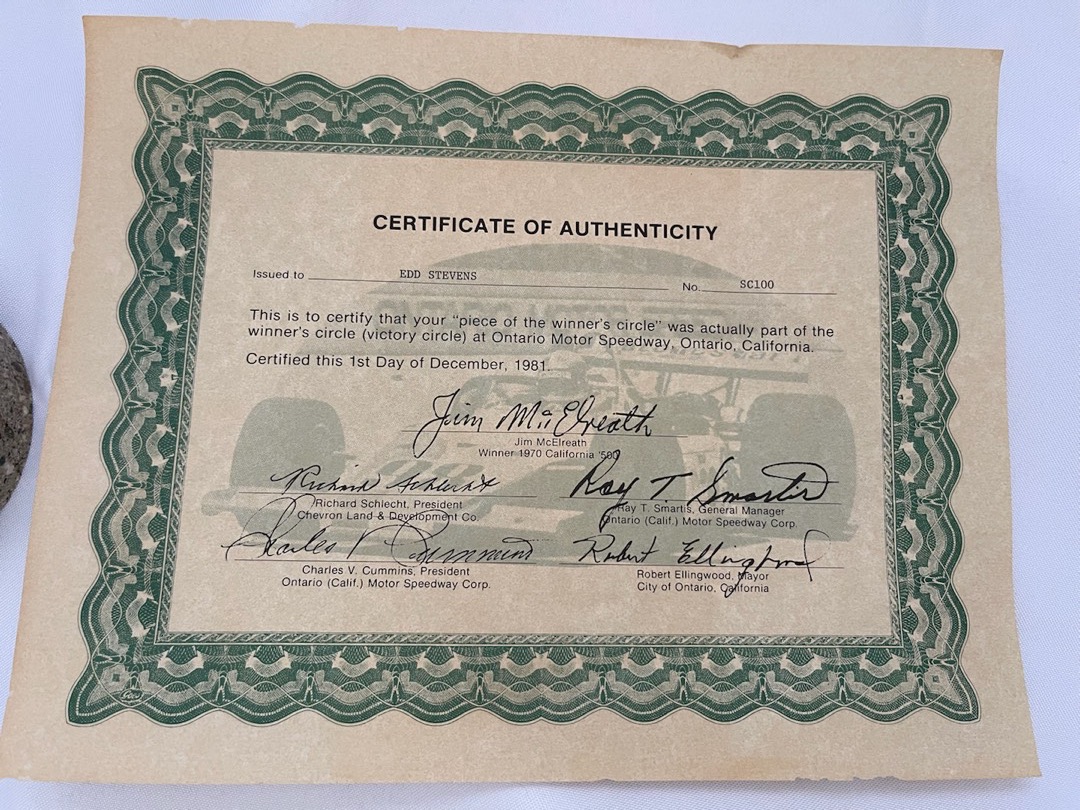 CERTIFICATE OF AUTHENTICITY
Issued to EDD STEVENS No. SC100
This is to certify that your "piece of the winner's circle" was actually part of the
winner's circle (victory circle) at Ontario Motor Speedway, Ontario, California.
Certified this 1st Day of December, 1981.
Jim McElreath
Jim McElreath
Winner 1970 California '500'
Richard Schlecht Ray T. Smartis
Richard Schlecht, President
Chevron Land & Development Co.
Ray T. Smartis, General Manager
Ontario (Calif.) Motor Speedway Corp.
Charles V. Cummins Robert Ellingwood
Charles V. Cummins, President
Ontario (Calif.) Motor Speedway Corp.
Robert Ellingwood, Mayor
City of Ontario, California